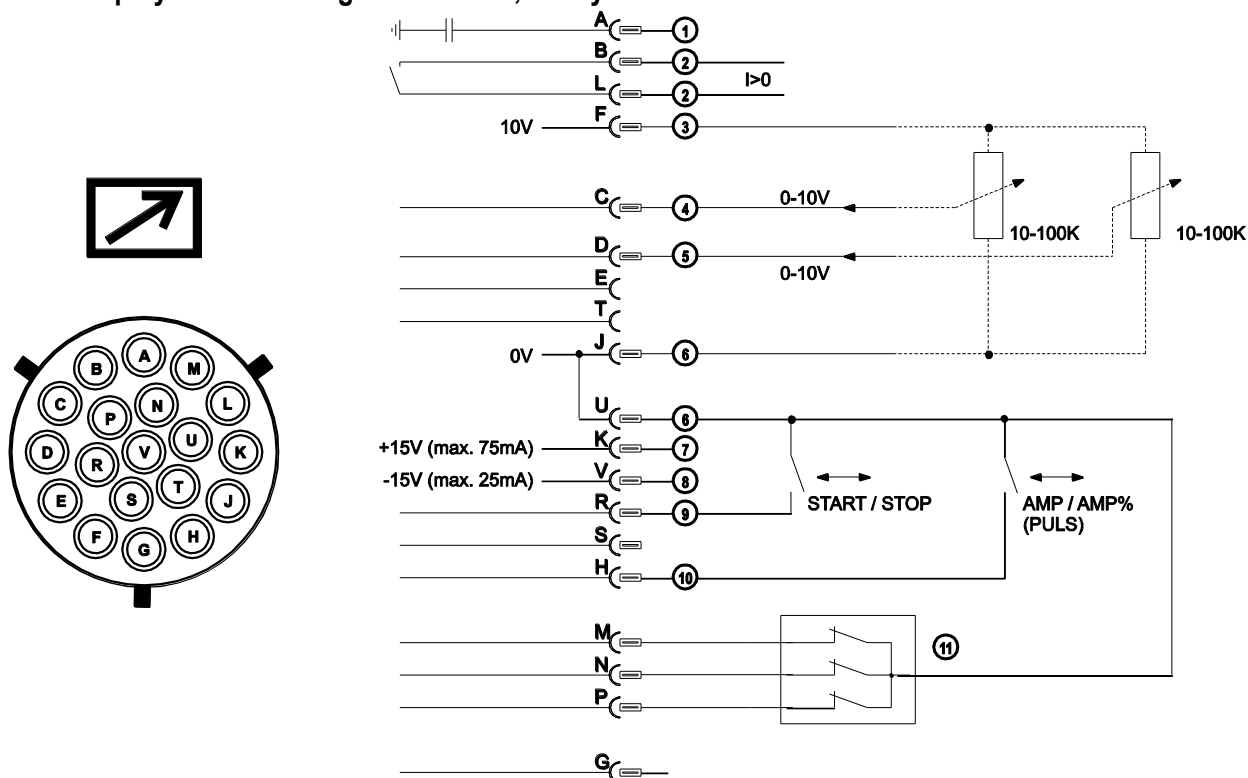 A 1
B 2
L 2 I>0
F 3
10V
C 4 0-10V
10-100K 10-100K
D 5
0-10V
E
T
J 6
0V
U 6
+15V (max. 75mA) K 7
-15V (max. 25mA) V 8
R 9
START / STOP
AMP / AMP%
(PULS)
S
H 10
M
11
N
P
G
A
B M
C N L
P
U
D V K
R
T
E S J
F H
G